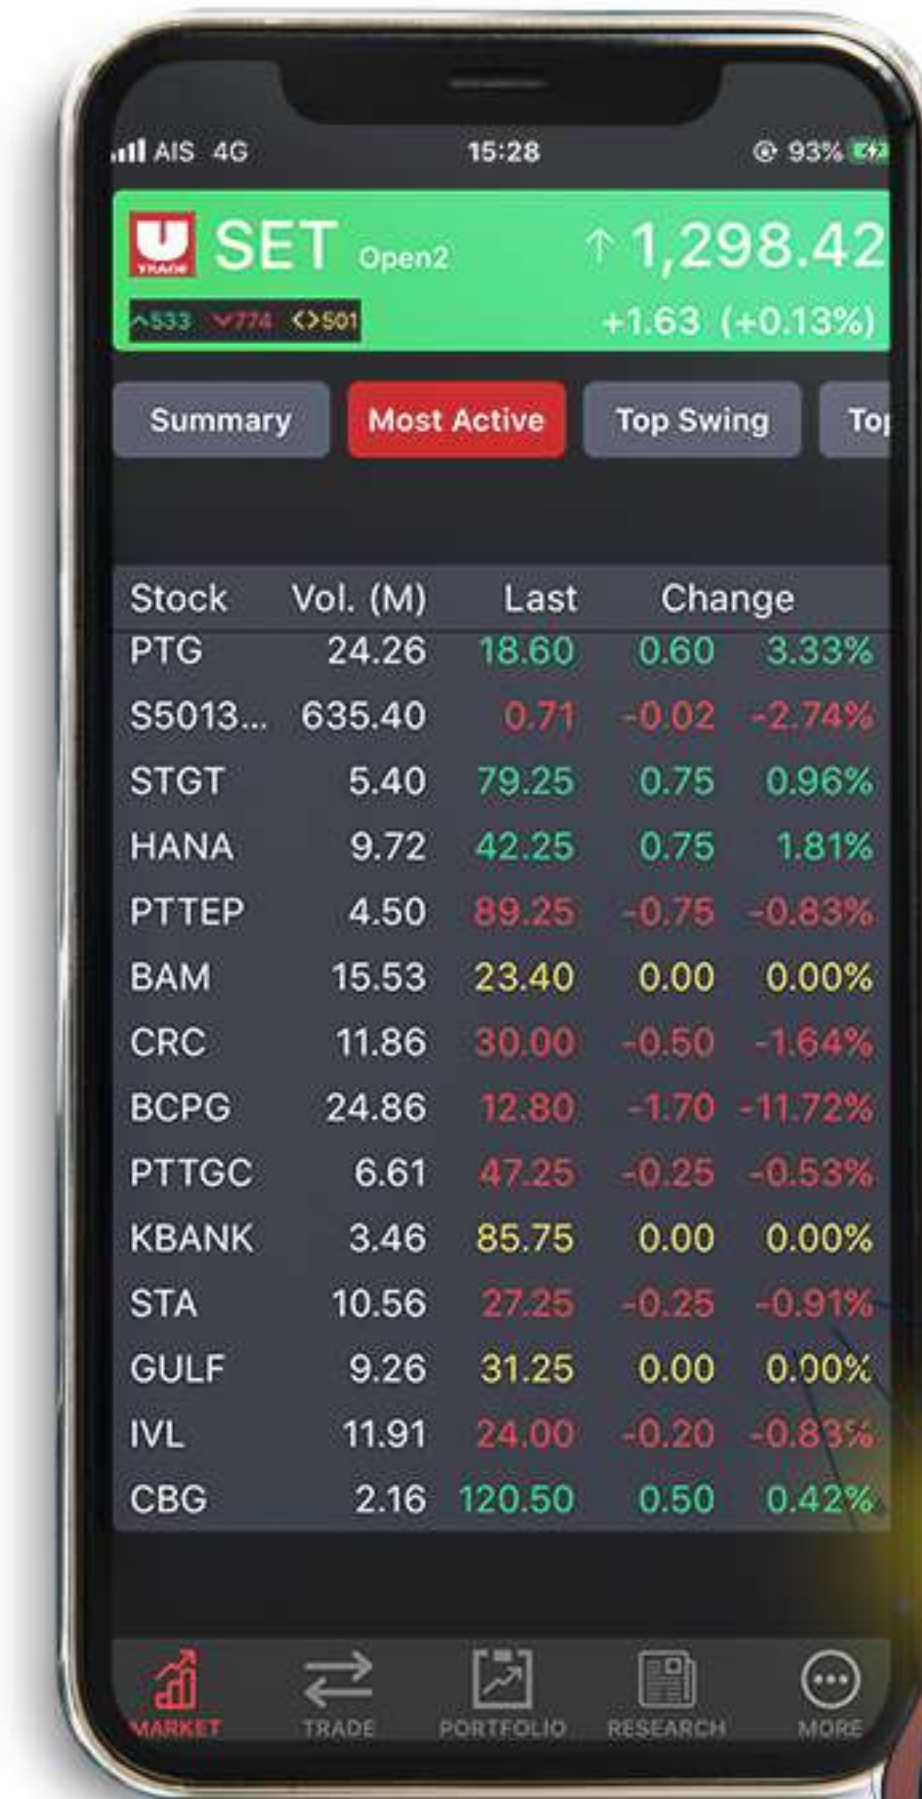 AIS 4G 15:28 93%
U TRADE SET Open2 ↑ 1,298.42
533 774 <>501 +1.63 (+0.13%)
Summary Most Active Top Swing
Stock Vol. (M) Last Change
PTG 24.26 18.60 0.60 3.33%
S5013... 635.40 0.71 -0.02 -2.74%
STGT 5.40 79.25 0.75 0.96%
HANA 9.72 42.25 0.75 1.81%
PTTEP 4.50 89.25 -0.75 -0.83%
BAM 15.53 23.40 0.00 0.00%
CRC 11.86 30.00 -0.50 -1.64%
BCPG 24.86 12.80 -1.70 -11.72%
PTTGC 6.61 47.25 -0.25 -0.53%
KBANK 3.46 85.75 0.00 0.00%
STA 10.56 27.25 -0.25 -0.91%
GULF 9.26 31.25 0.00 0.00%
IVL 11.91 24.00 -0.20 -0.83%
CBG 2.16 120.50 0.50 0.42%
MARKET TRADE PORTFOLIO RESEARCH MORE